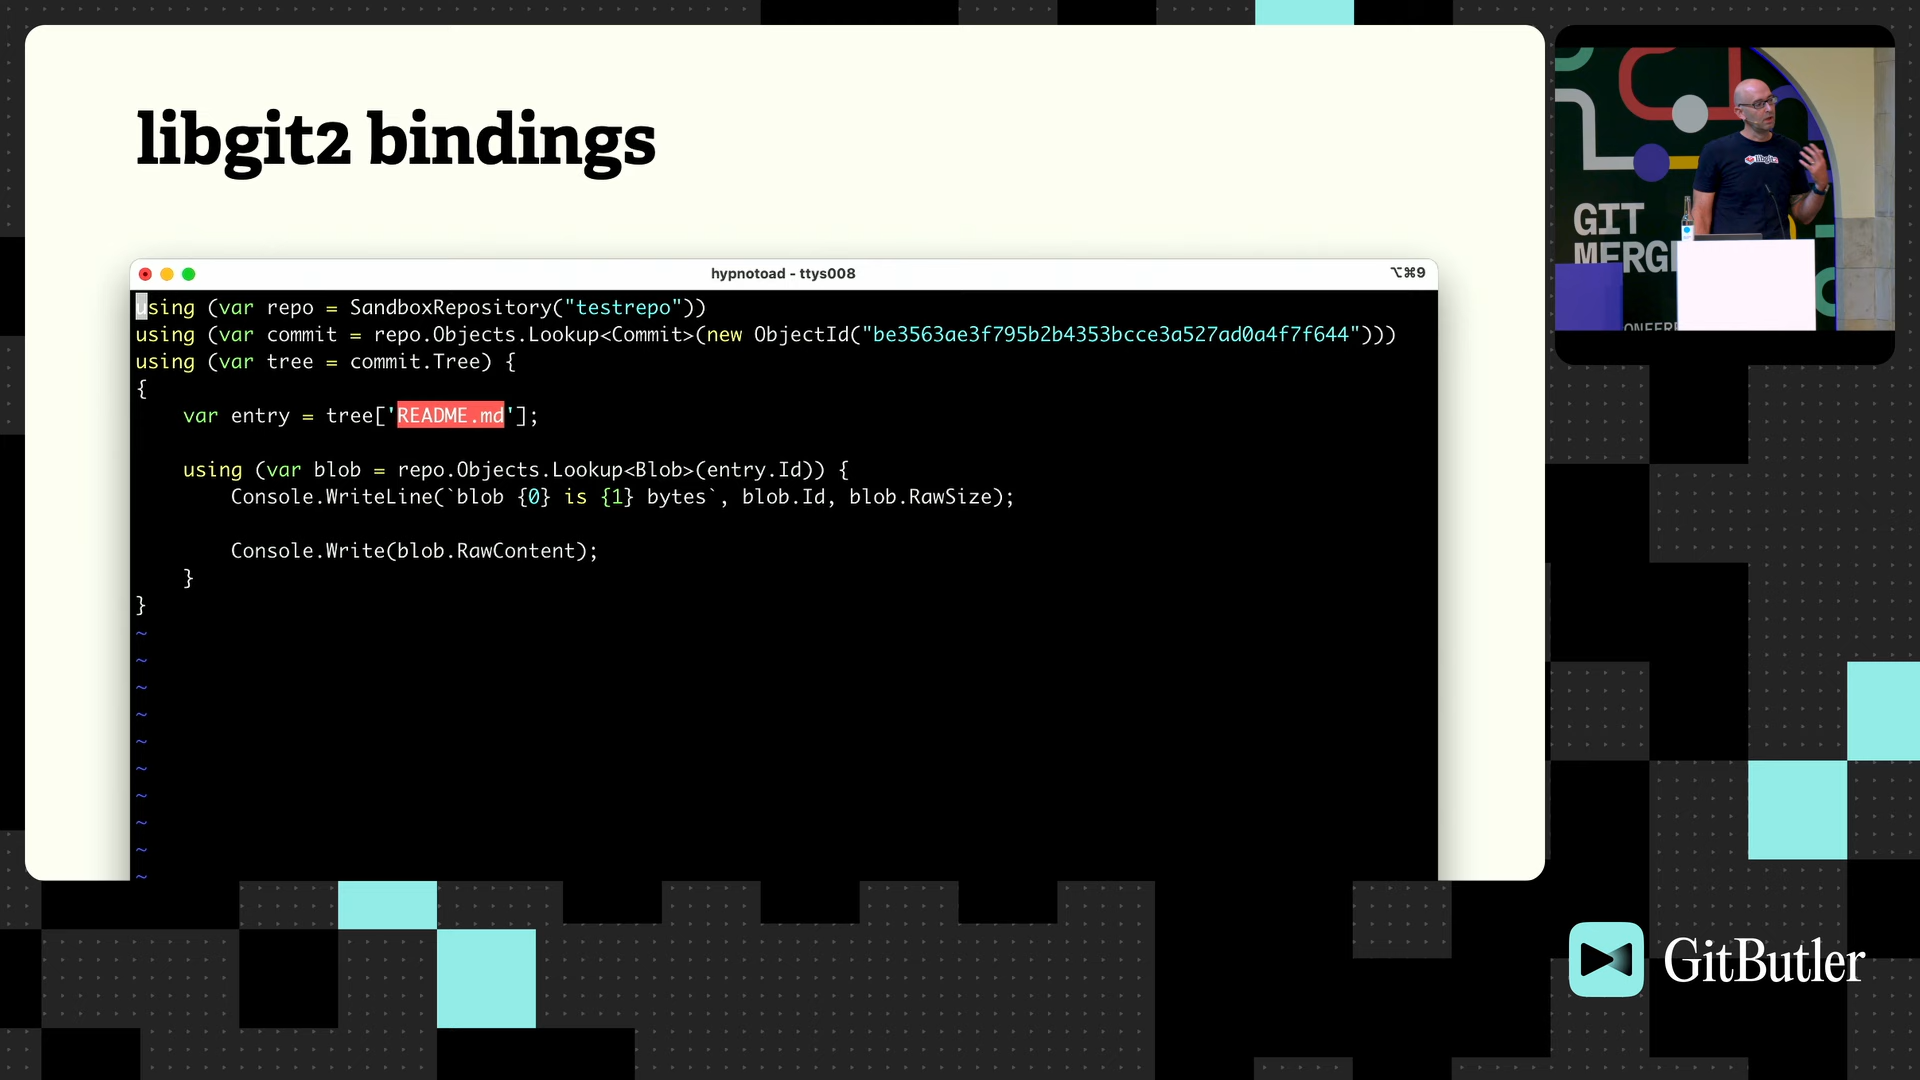 libgit2 bindings
hypnotoad - ttys008
⌥⌘9
using (var repo = SandboxRepository("testrepo"))
using (var commit = repo.Objects.Lookup<Commit>(new ObjectId("be3563ae3f795b2b4353bcce3a527ad0a4f7f644")))
using (var tree = commit.Tree) {
{
    var entry = tree['README.md'];
    using (var blob = repo.Objects.Lookup<Blob>(entry.Id)) {
        Console.WriteLine(`blob {0} is {1} bytes`, blob.Id, blob.RawSize);
        Console.Write(blob.RawContent);
    }
}
~
~
~
~
~
~
~
~
~
~
libgit2
GIT
MERGE
GitButler